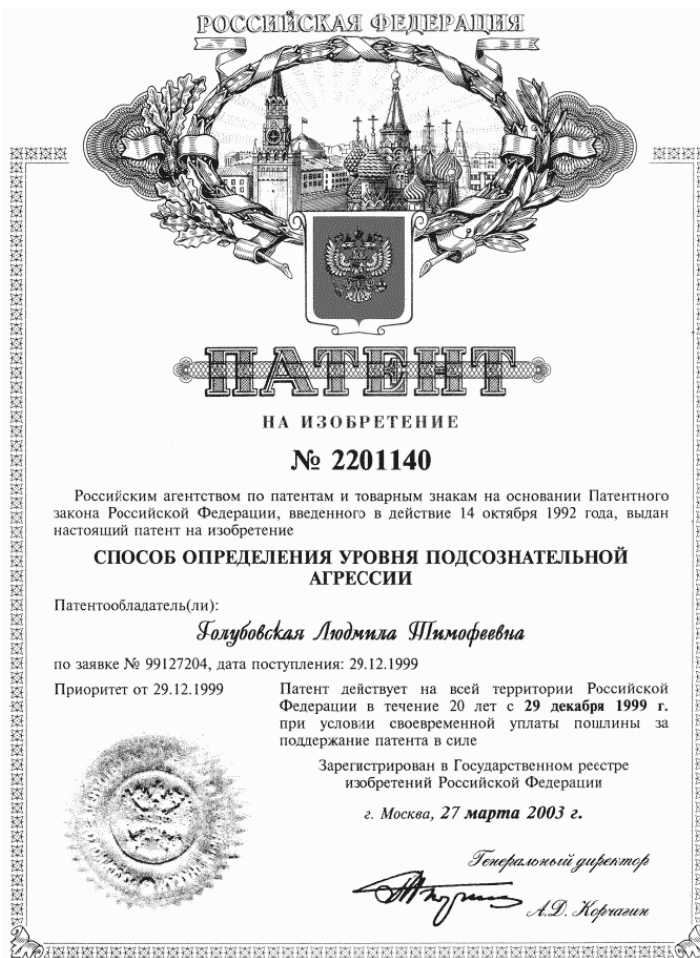 РОССИЙСКАЯ ФЕДЕРАЦИЯ
ПАТЕНТ
НА ИЗОБРЕТЕНИЕ
№ 2201140
Российским агентством по патентам и товарным знакам на основании Патентного
закона Российской Федерации, введенного в действие 14 октября 1992 года, выдан
настоящий патент на изобретение
СПОСОБ ОПРЕДЕЛЕНИЯ УРОВНЯ ПОДСОЗНАТЕЛЬНОЙ
АГРЕССИИ
Патентообладатель(ли):
Голубовская Людмила Тимофеевна
по заявке № 99127204, дата поступления: 29.12.1999
Приоритет от 29.12.1999
Патент действует на всей территории Российской
Федерации в течение 20 лет с 29 декабря 1999 г.
при условии своевременной уплаты пошлины за
поддержание патента в силе
Зарегистрирован в Государственном реестре
изобретений Российской Федерации
г. Москва, 27 марта 2003 г.
Генеральный директор
А.Д. Корчагин